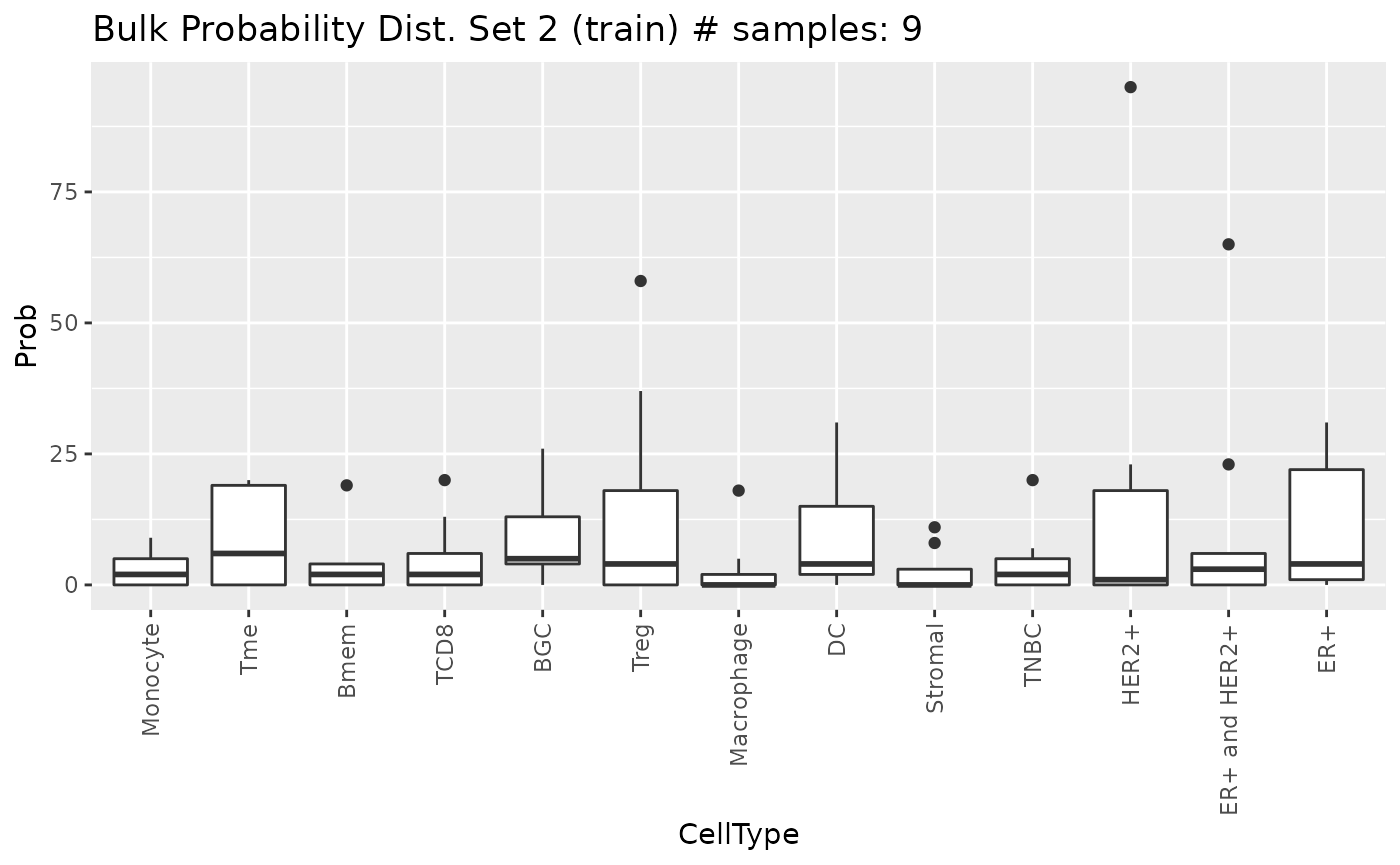 Bulk Probability Dist. Set 2 (train) # samples: 9
Prob
75
50
25
0
Monocyte
Tme
Bmem
TCD8
BGC
Treg
Macrophage
DC
Stromal
TNBC
HER2+
ER+ and HER2+
ER+
CellType